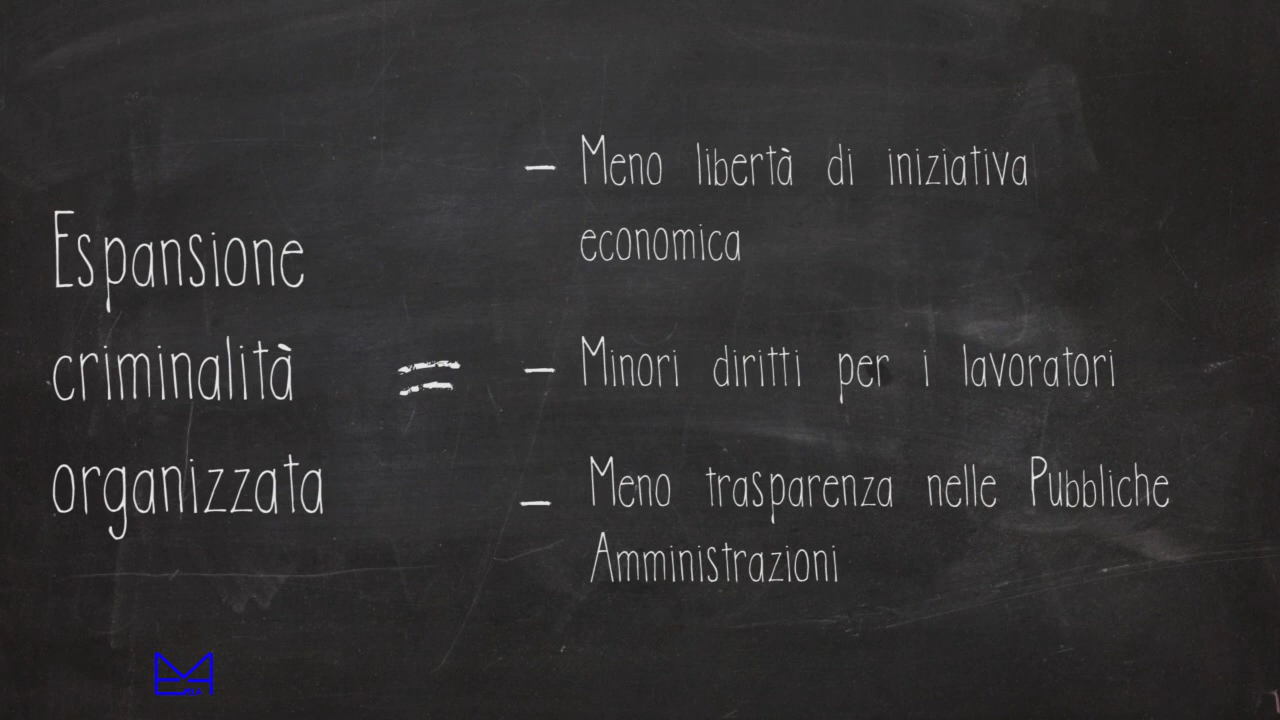 Espansione
criminalità
organizzata
=
- Meno libertà di iniziativa
economica
- Minori diritti per i lavoratori
- Meno trasparenza nelle Pubbliche
Amministrazioni